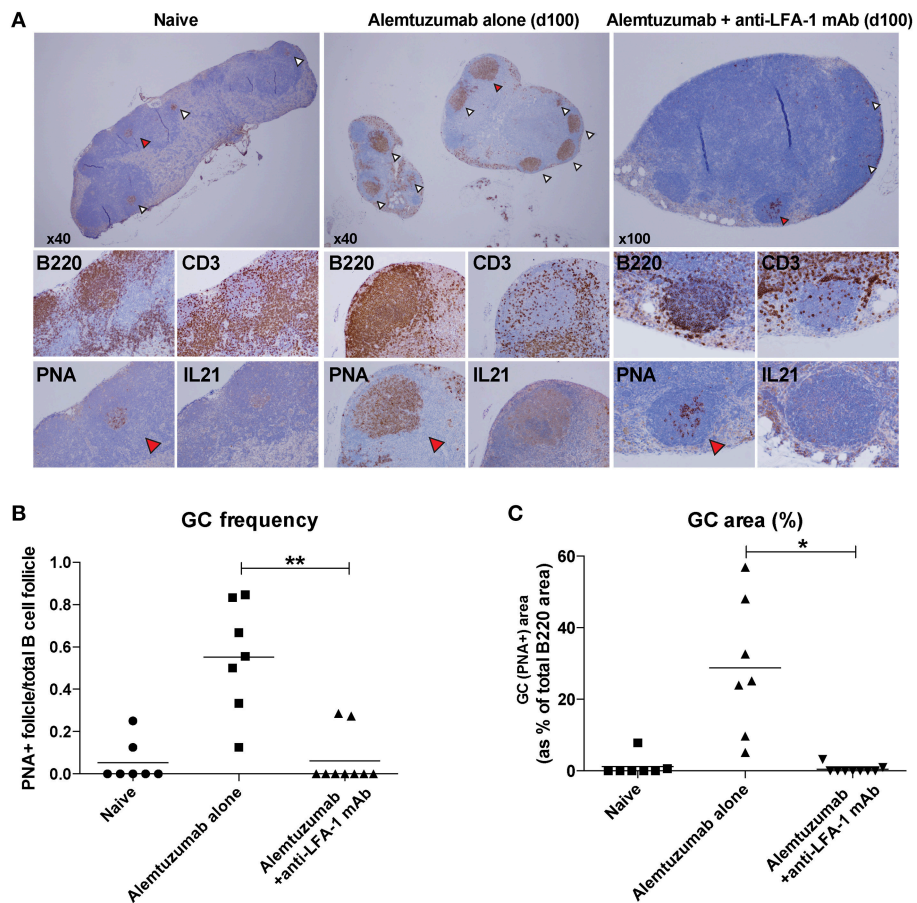 A
Naive
Alemtuzumab alone (d100)
Alemtuzumab + anti-LFA-1 mAb (d100)
x40
x40
x100
B220
CD3
B220
CD3
B220
CD3
PNA
IL21
PNA
IL21
PNA
IL21
B
GC frequency
PNA+ follicle/total B cell follicle
1.0
0.8
0.6
0.4
0.2
0.0
**
Naive
Alemtuzumab alone
Alemtuzumab
+anti-LFA-1 mAb
C
GC area (%)
GC (PNA+) area
(as % of total B220 area)
60
40
20
0
*
Naive
Alemtuzumab alone
Alemtuzumab
+anti-LFA-1 mAb